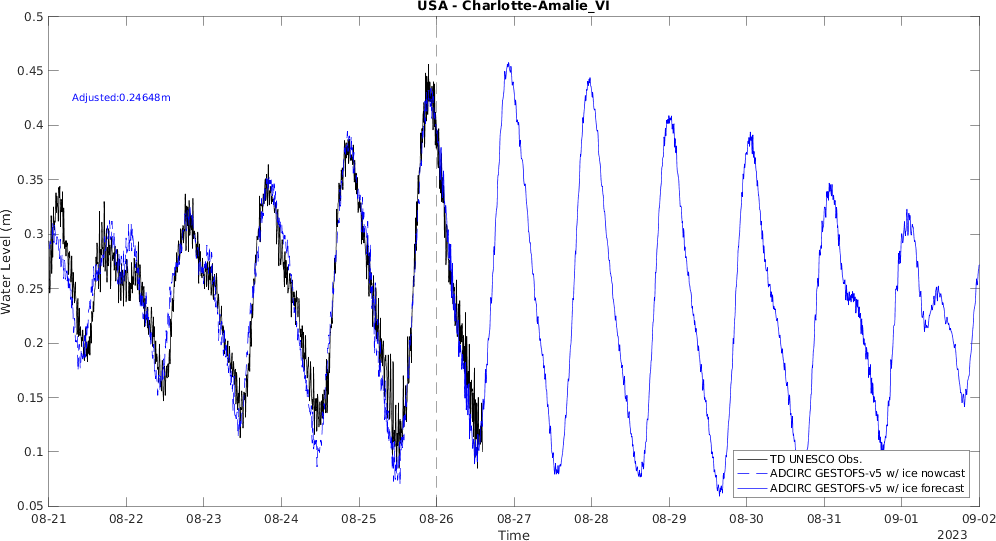 USA - Charlotte-Amalie_VI
0.5
0.45
Adjusted:0.24648m
0.4
0.35
0.3
0.25
0.2
0.15
0.1
0.05
Water Level (m)
TD UNESCO Obs.
ADCIRC GESTOFS-v5 w/ ice nowcast
ADCIRC GESTOFS-v5 w/ ice forecast
08-21 08-22 08-23 08-24 08-25 08-26 08-27 08-28 08-29 08-30 08-31 09-01 09-02
Time
2023